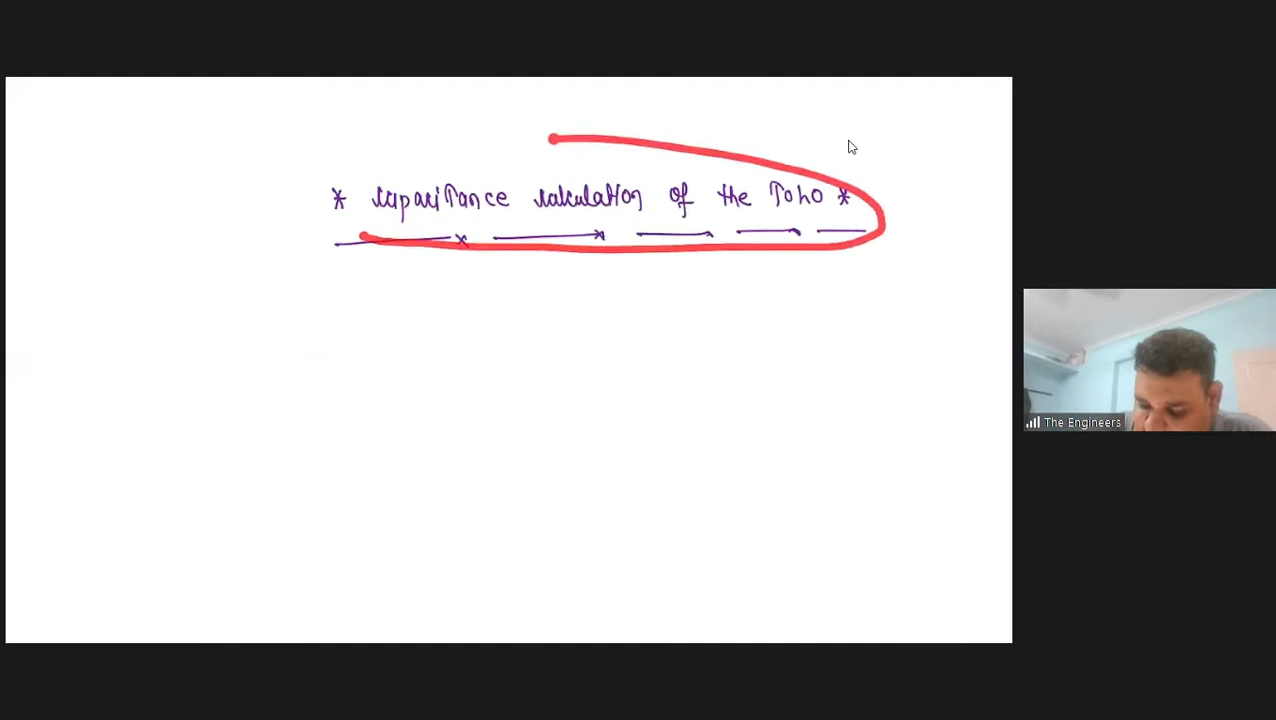 * capacitance calculation of the Toho *
The Engineers